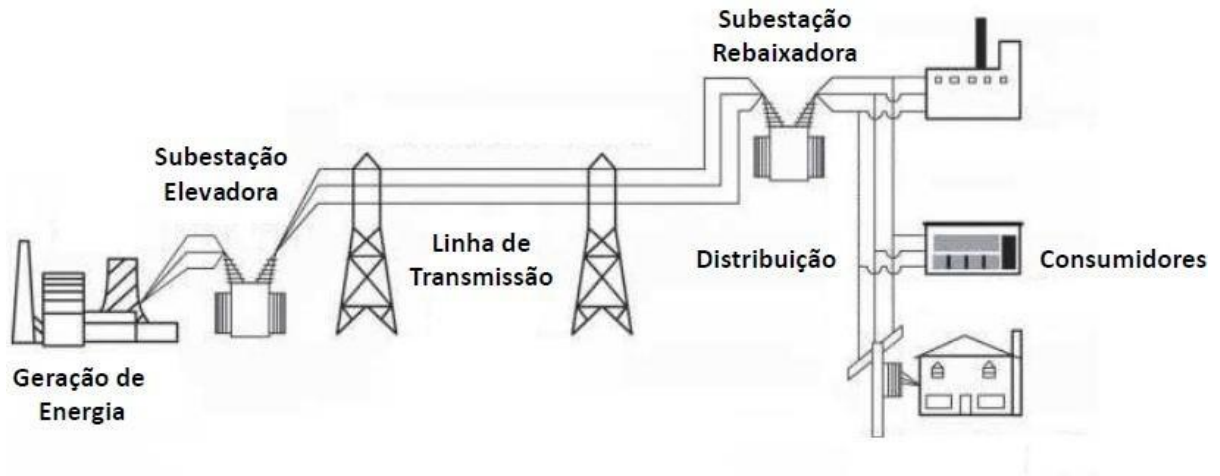 Subestação
Rebaixadora
Subestação
Elevadora
Linha de
Transmissão
Distribuição
Consumidores
Geração de
Energia